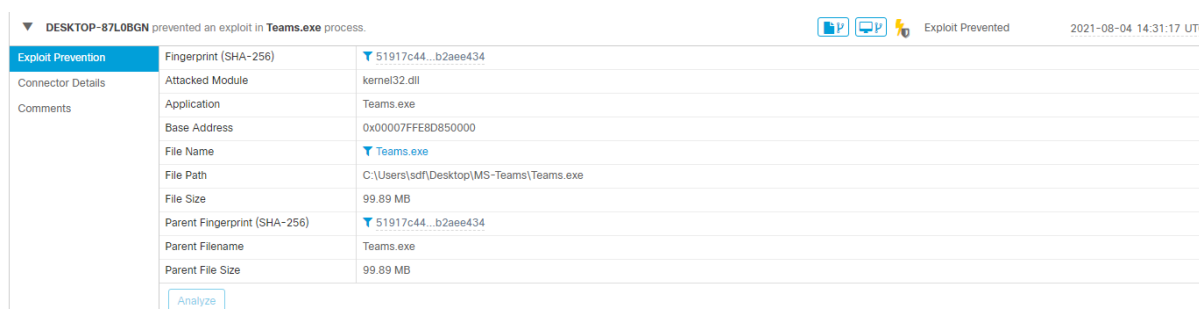 DESKTOP-87L0BGN prevented an exploit in Teams.exe process. Exploit Prevented 2021-08-04 14:31:17 UT
Exploit Prevention Fingerprint (SHA-256) 51917c44...b2aee434
Connector Details Attacked Module kernel32.dll
Comments Application Teams.exe
Base Address 0x00007FFE8D850000
File Name Teams.exe
File Path C:\Users\sdf\Desktop\MS-Teams\Teams.exe
File Size 99.89 MB
Parent Fingerprint (SHA-256) 51917c44...b2aee434
Parent Filename Teams.exe
Parent File Size 99.89 MB
Analyze